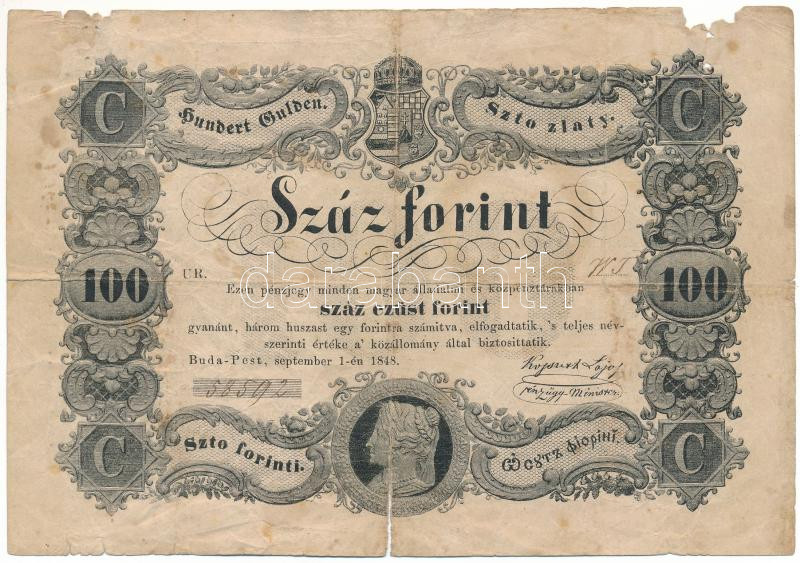 C C
Hundert Gulden. Szto zlaty.
Száz forint
UR. W.T.
100 100
Ezen pénzjegy minden magyar álladalmi és közpénztárakban
száz ezüst forint
gyanánt, három huszast egy forintra számitva, elfogadtatik, 's teljes név-
szerinti értéke a' közállomány által biztosittatik.
Buda-Pest, september 1-én 1848. Kossuth Lajos
pénzügy-Minister.
Szto forinti.
C C
darabanth